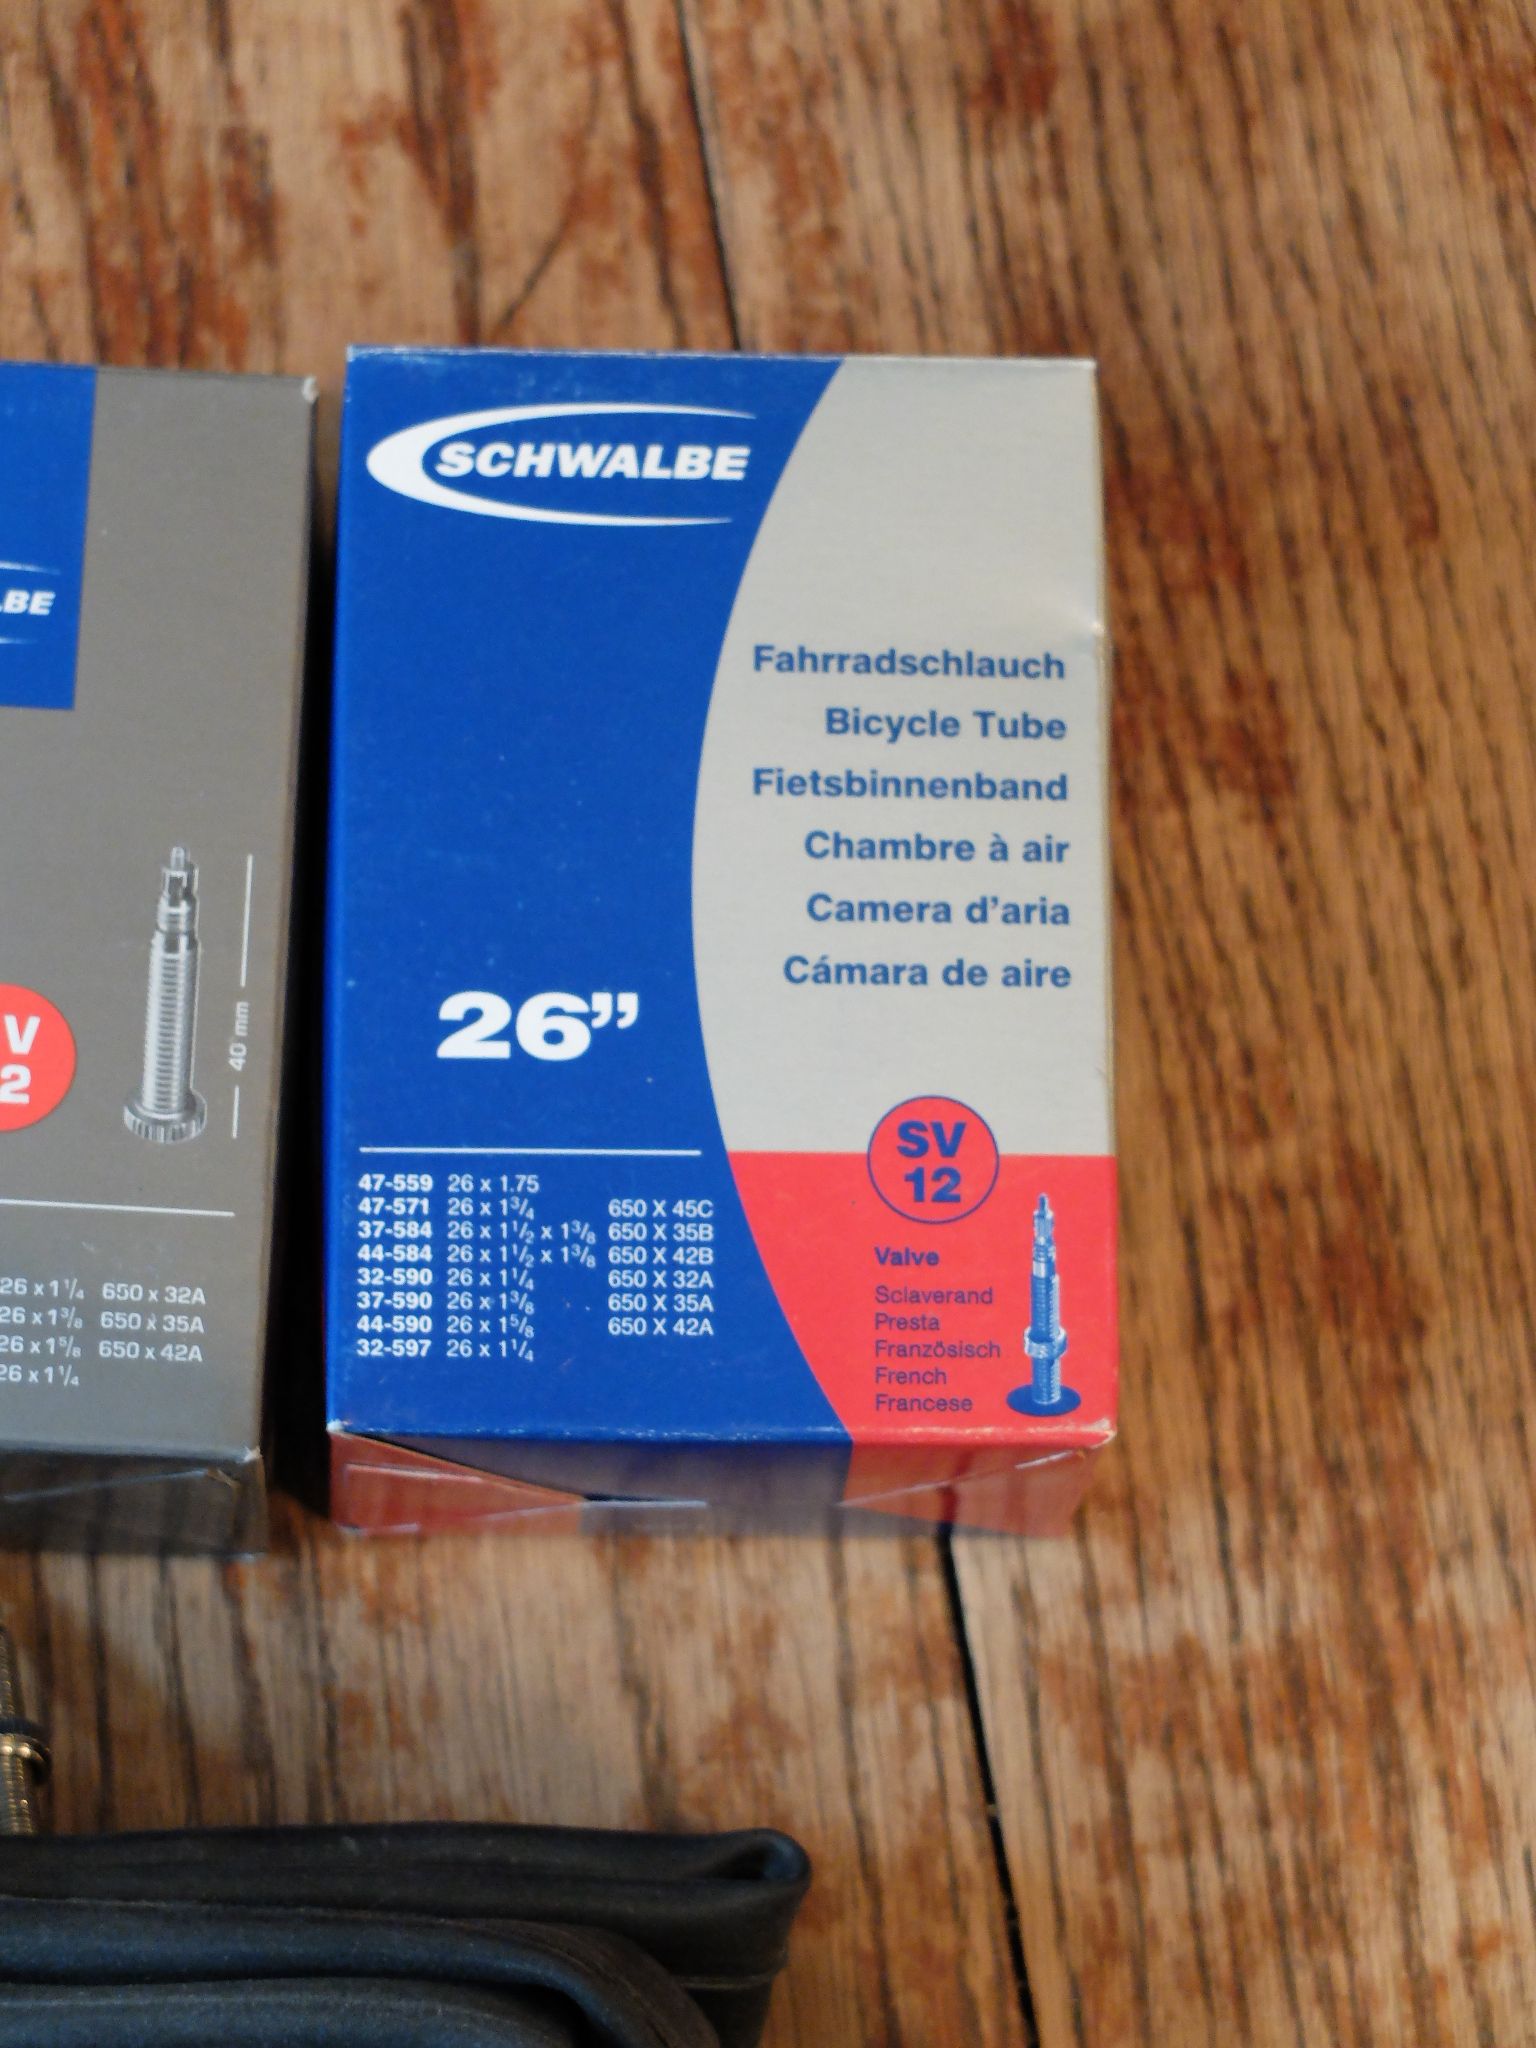 SCHWALBE
Fahrradschlauch
Bicycle Tube
Fietsbinnenband
Chambre à air
Camera d'aria
Cámara de aire
26”
47-559 26 x 1.75
47-571 26 x 1³/₄ 650 X 45C
37-584 26 x 1¹/₂ x 1³/₈ 650 X 35B
44-584 26 x 1¹/₂ x 1³/₈ 650 X 42B
32-590 26 x 1¹/₄ 650 X 32A
37-590 26 x 1³/₈ 650 X 35A
44-590 26 x 1⁵/₈ 650 X 42A
32-597 26 x 1¹/₄
SV
12
Valve
Sclaverand
Presta
Französisch
French
Francese
LBE
V
2
40 mm
26 x 1¹/₄ 650 x 32A
26 x 1³/₈ 650 x 35A
26 x 1⁵/₈ 650 x 42A
26 x 1¹/₄